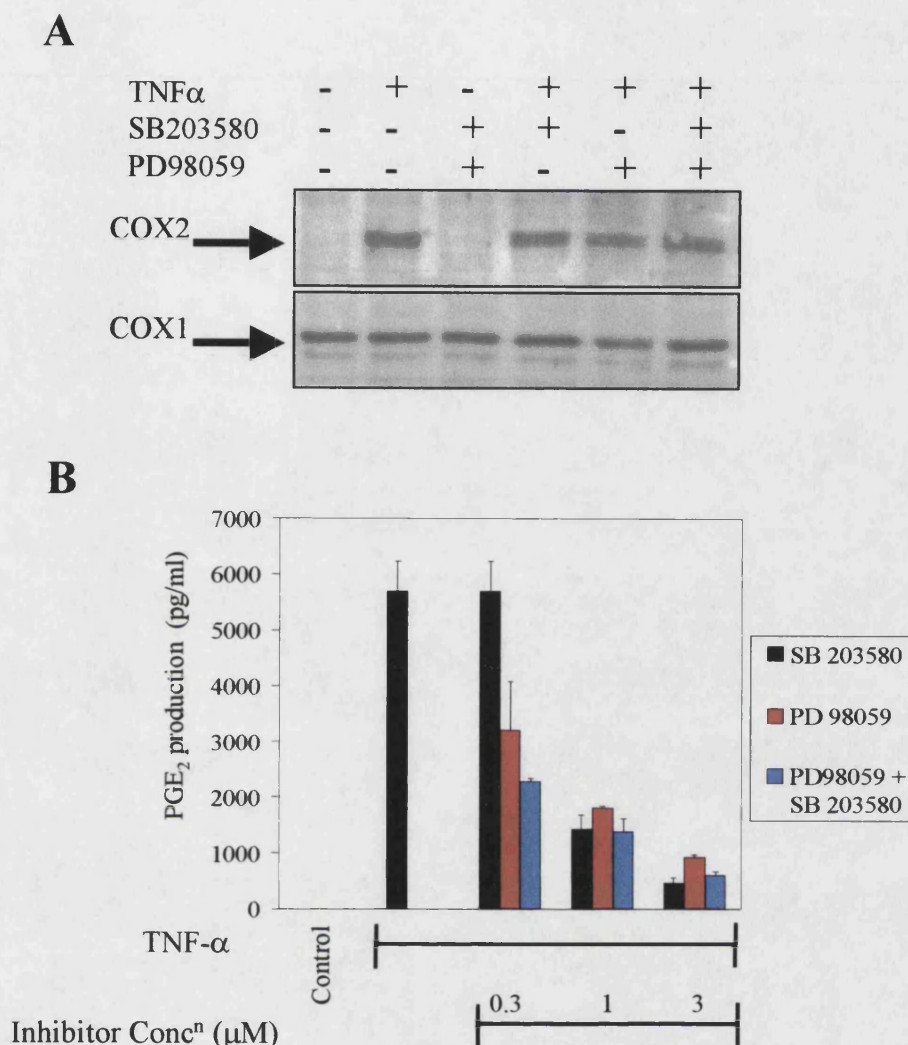 A
TNFα - + - + + +
SB203580 - - + + - +
PD98059 - - + - + +
COX2
COX1
B
PGE₂ production (pg/ml)
7000
6000
5000
4000
3000
2000
1000
0
SB 203580
PD 98059
PD98059 +
SB 203580
Control
TNF-α
0.3 1 3
Inhibitor Concⁿ (μM)